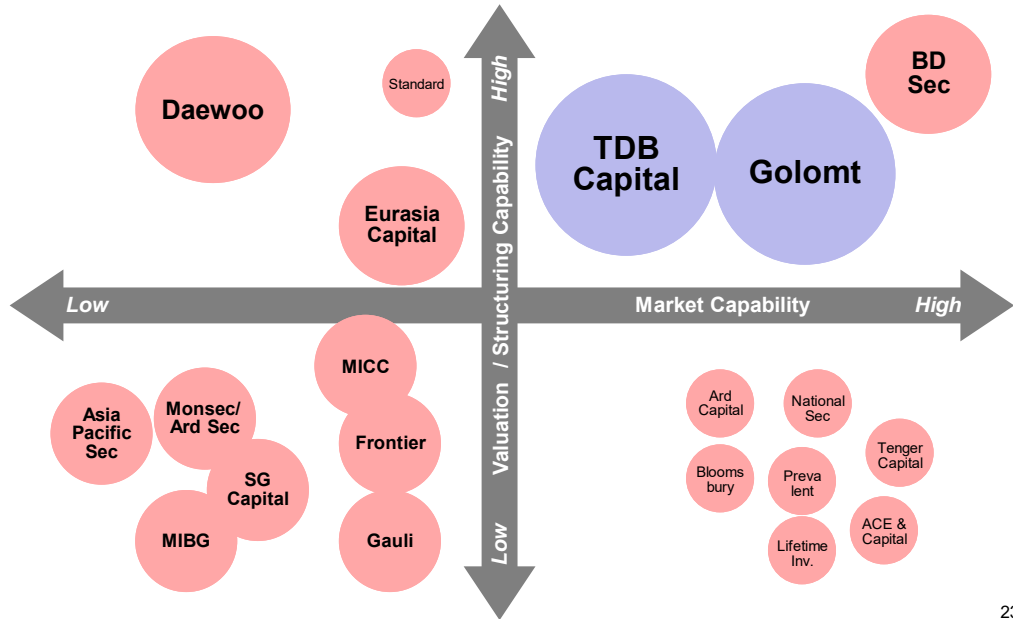 Daewoo
Standard
High
BD
Sec
TDB
Capital
Golomt
Eurasia
Capital
Valuation / Structuring Capability
Low
Market Capability
High
MICC
Asia
Pacific
Sec
Monsec/
Ard Sec
Frontier
SG
Capital
MIBG
Gauli
Low
Ard
Capital
National
Sec
Tenger
Capital
Blooms
bury
Preva
lent
ACE &
Capital
Lifetime
Inv.